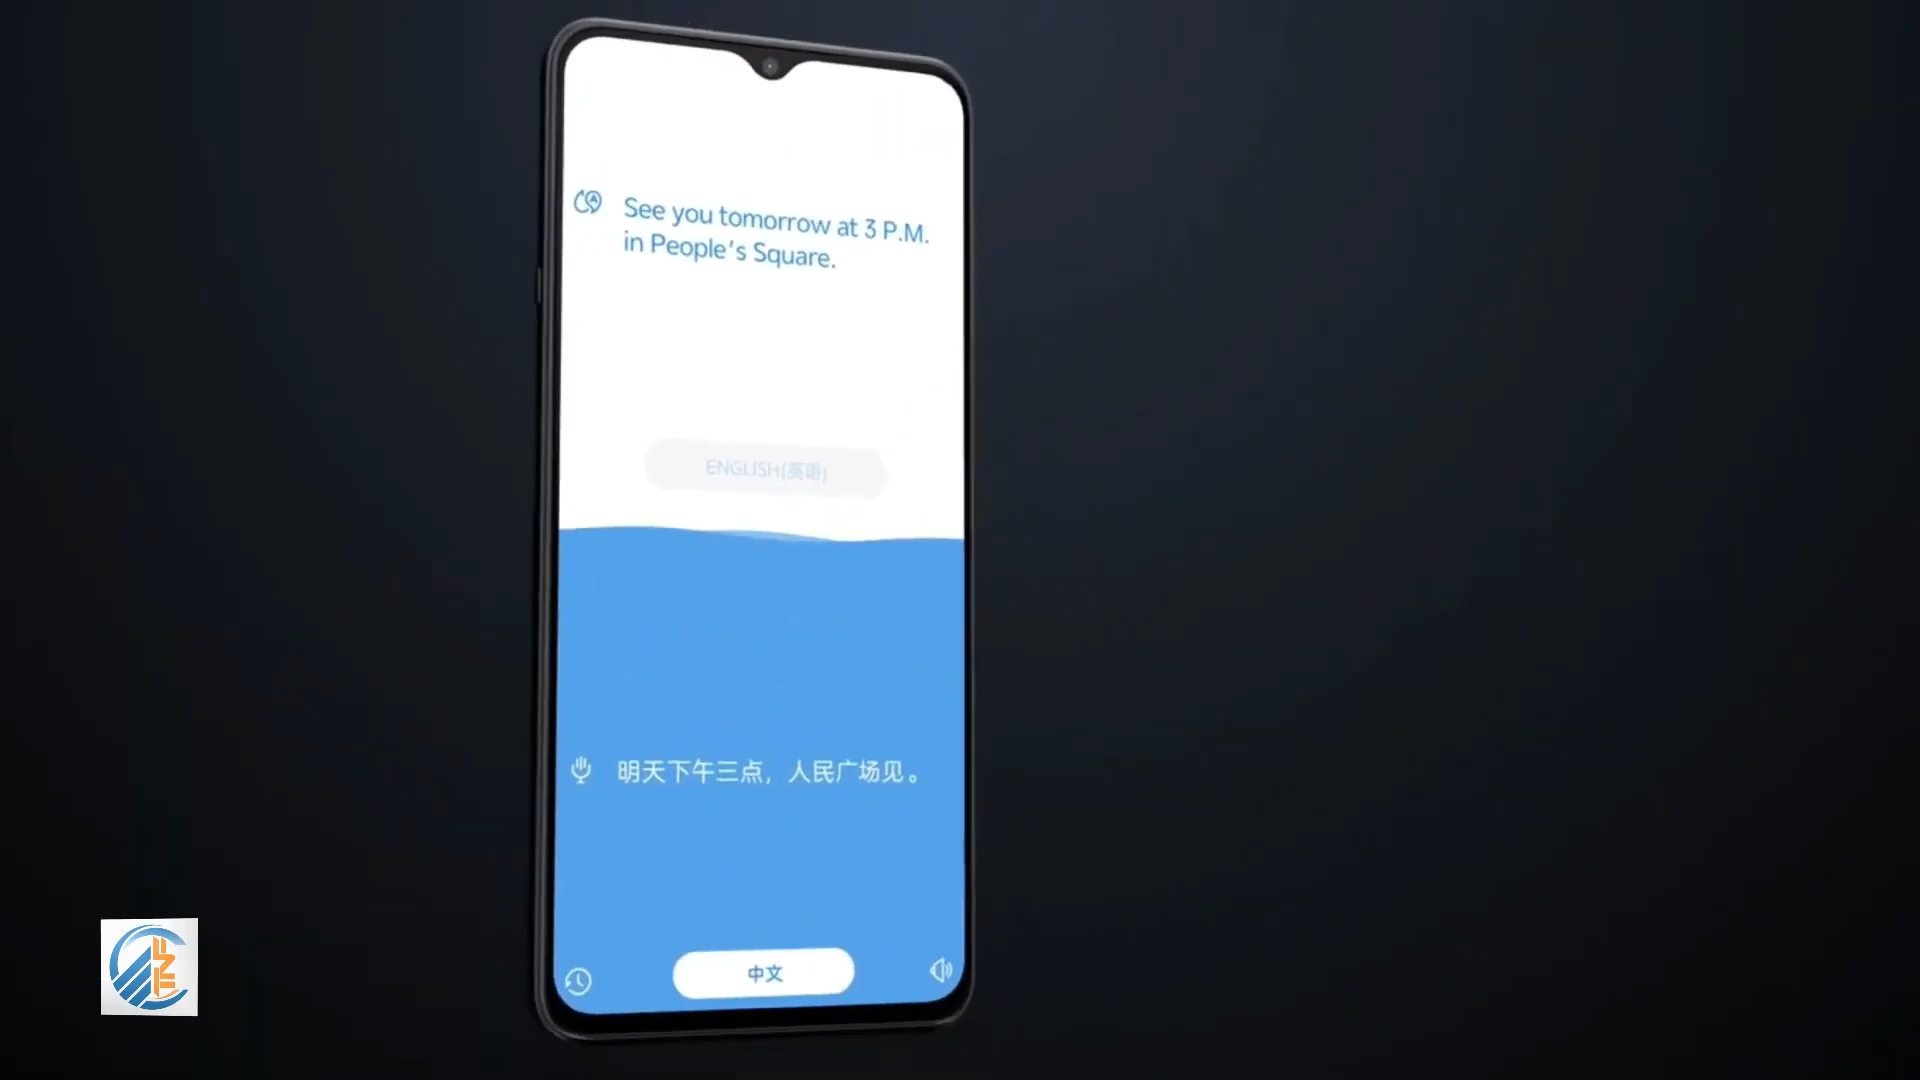 See you tomorrow at 3 P.M.
in People's Square.
ENGLISH(英语)
明天下午三点，人民广场见。
中文